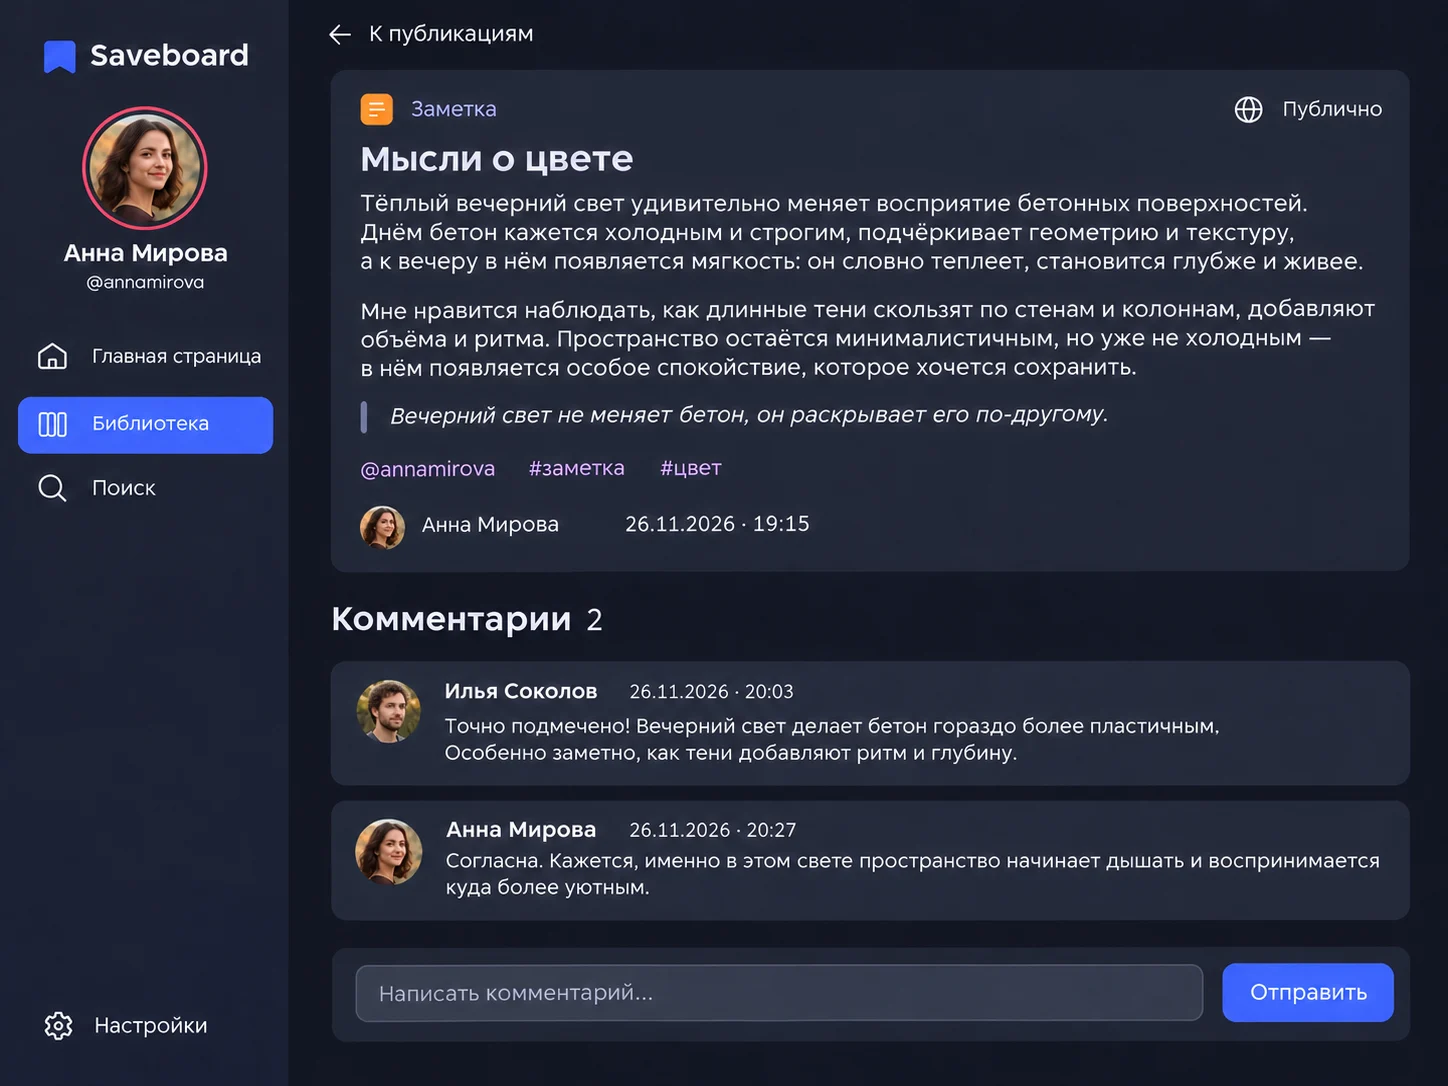 Saveboard
Анна Мирова
@annamirova
Главная страница
Библиотека
Поиск
Настройки
К публикациям
Заметка
Публично
Мысли о цвете
Тёплый вечерний свет удивительно меняет восприятие бетонных поверхностей.
Днём бетон кажется холодным и строгим, подчёркивает геометрию и текстуру,
а к вечеру в нём появляется мягкость: он словно теплеет, становится глубже и живее.
Мне нравится наблюдать, как длинные тени скользят по стенам и колоннам, добавляют
объёма и ритма. Пространство остаётся минималистичным, но уже не холодным —
в нём появляется особое спокойствие, которое хочется сохранить.
Вечерний свет не меняет бетон, он раскрывает его по-другому.
@annamirova #заметка #цвет
Анна Мирова 26.11.2026 · 19:15
Комментарии 2
Илья Соколов 26.11.2026 · 20:03
Точно подмечено! Вечерний свет делает бетон гораздо более пластичным.
Особенно заметно, как тени добавляют ритм и глубину.
Анна Мирова 26.11.2026 · 20:27
Согласна. Кажется, именно в этом свете пространство начинает дышать и воспринимается
куда более уютным.
Написать комментарий...
Отправить